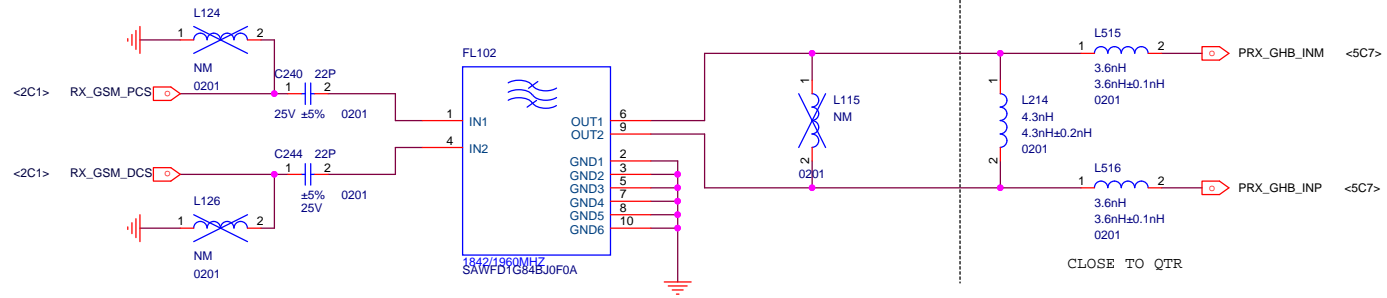 L124
1 2
NM
0201
<2C1> RX_GSM_PCS
C240 22P
1 2
25V ±5% 0201
<2C1> RX_GSM_DCS
C244 22P
1 2
±5% 0201
25V
L126
1 2
NM
0201
FL102
1 IN1
4 IN2
OUT1 6
OUT2 9
GND1 2
GND2 3
GND3 5
GND4 7
GND5 8
GND6 10
1842/1960MHZ
SAWFD1G84BJ0F0A
1
L115
NM
2
0201
1
L214
4.3nH
4.3nH±0.2nH
0201
2
L515
1 2
3.6nH
3.6nH±0.1nH
0201
PRX_GHB_INM <5C7>
L516
1 2
3.6nH
3.6nH±0.1nH
0201
PRX_GHB_INP <5C7>
CLOSE TO QTR